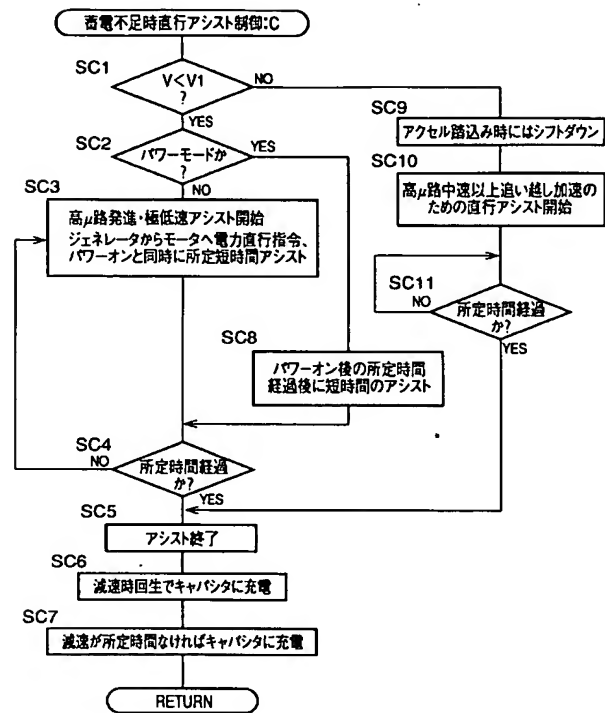 蓄電不足時直行アシスト制御:C
SC1
V<V1
?
NO
YES
SC2
パワーモードか
?
YES
NO
SC3
高μ路発進・極低速アシスト開始
ジェネレータからモータへ電力直行指令、
パワーオンと同時に所定短時間アシスト
SC8
パワーオン後の所定時間
経過後に短時間のアシスト
SC9
アクセル踏込み時にはシフトダウン
SC10
高μ路中速以上追い越し加速の
ための直行アシスト開始
SC11
NO
所定時間経過
か?
YES
SC4
NO
所定時間経過
か?
YES
SC5
アシスト終了
SC6
減速時回生でキャパシタに充電
SC7
減速が所定時間なければキャパシタに充電
RETURN